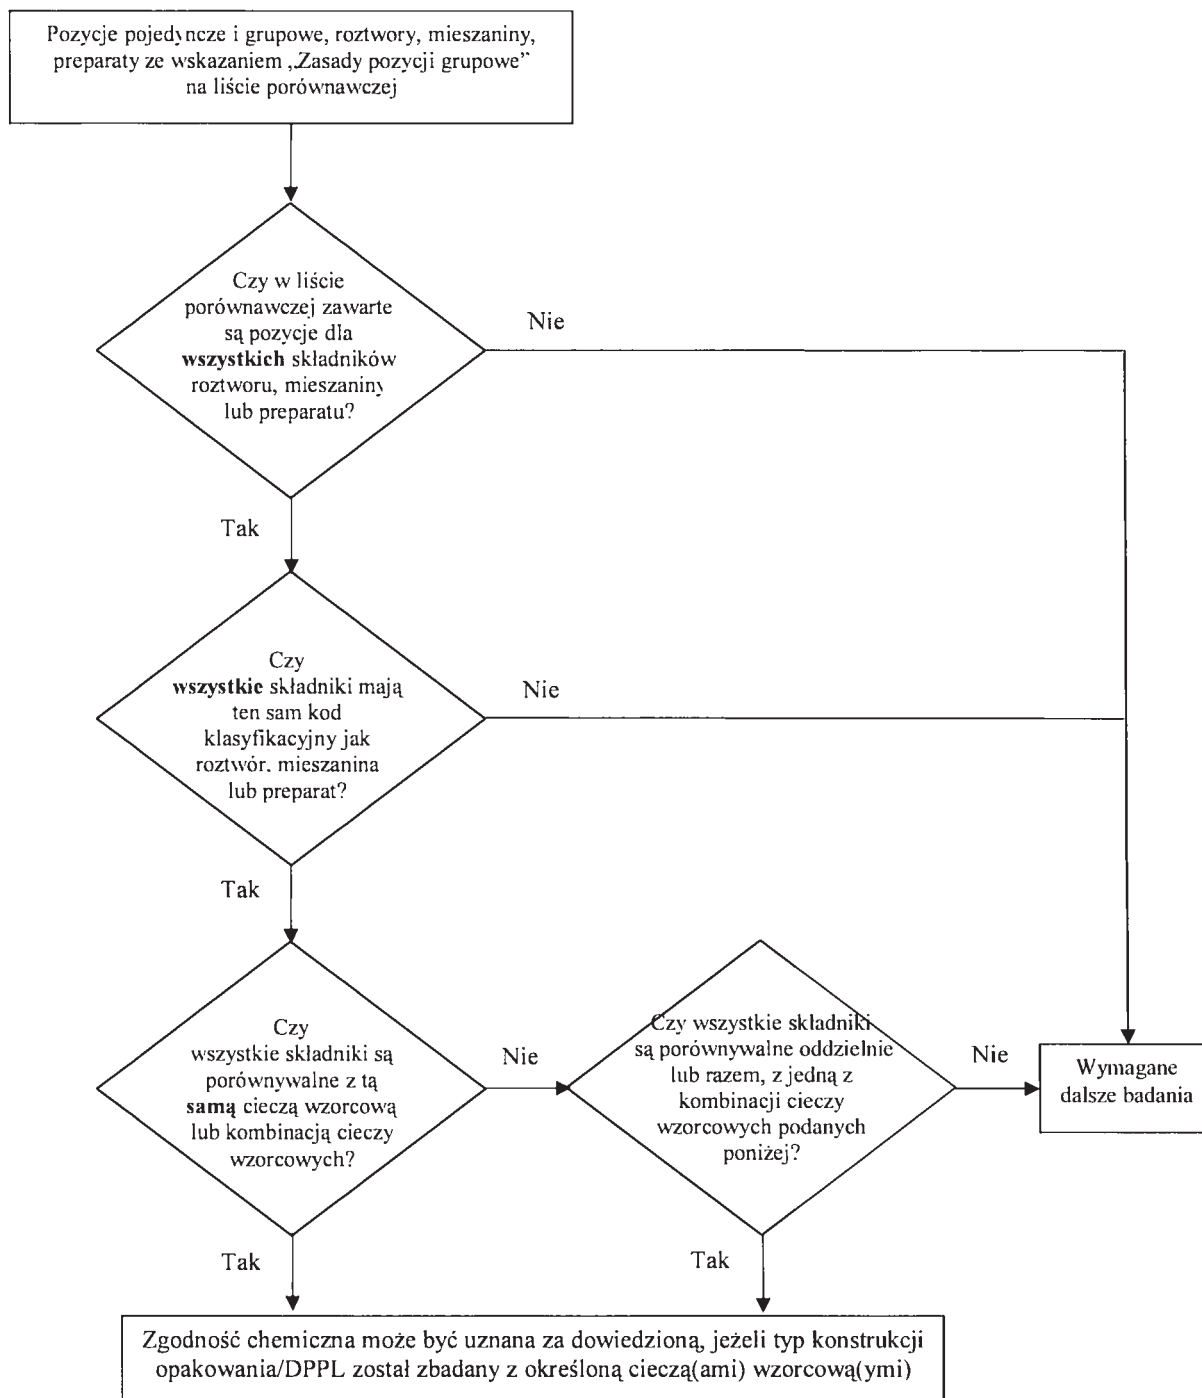 Pozycje pojedyncze i grupowe, roztwory, mieszaniny,
preparaty ze wskazaniem „Zasady pozycji grupowe”
na liście porównawczej
Czy w liście
porównawczej zawarte
są pozycje dla
wszystkich składników
roztworu, mieszaniny
lub preparatu?
Nie
Tak
Czy
wszystkie składniki mają
ten sam kod
klasyfikacyjny jak
roztwór, mieszanina
lub preparat?
Nie
Tak
Czy
wszystkie składniki są
porównywalne z tą
samą cieczą wzorcową
lub kombinacją cieczy
wzorcowych?
Nie
Czy wszystkie składniki
są porównywalne oddzielnie
lub razem, z jedną z
kombinacji cieczy
wzorcowych podanych
poniżej?
Nie
Wymagane
dalsze badania
Tak
Tak
Zgodność chemiczna może być uznana za dowiedzioną, jeżeli typ konstrukcji
opakowania/DPPL został zbadany z określoną cieczą(ami) wzorcową(ymi)